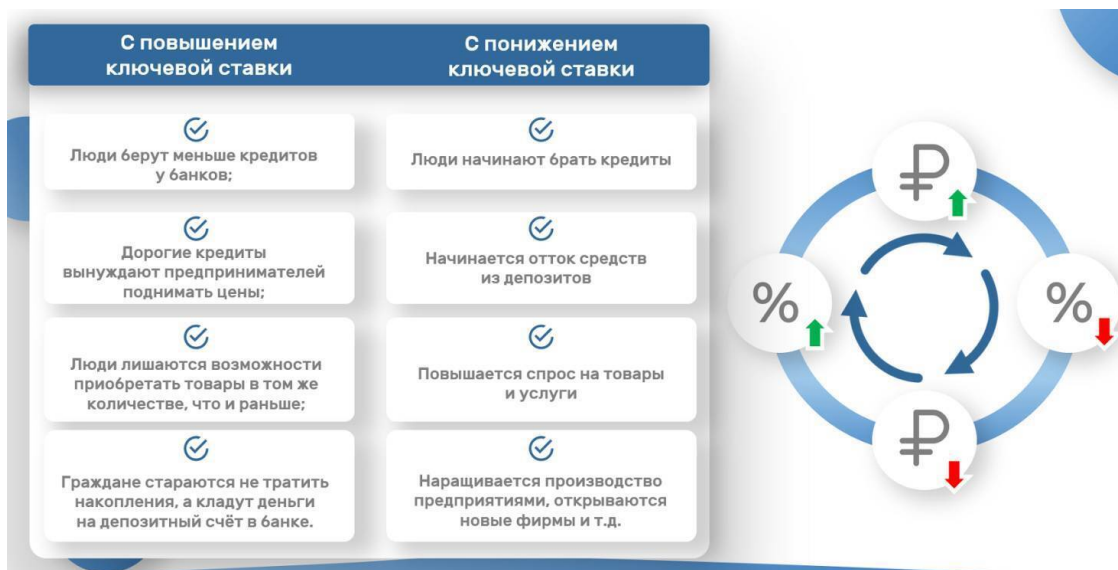 С повышением
ключевой ставки
Люди берут меньше кредитов
у банков;
Дорогие кредиты
вынуждают предпринимателей
поднимать цены;
Люди лишаются возможности
приобретать товары в том же
количестве, что и раньше;
Граждане стараются не тратить
накопления, а кладут деньги
на депозитный счёт в банке.
С понижением
ключевой ставки
Люди начинают брать кредиты
Начинается отток средств
из депозитов
Повышается спрос на товары
и услуги
Наращивается производство
предприятиями, открываются
новые фирмы и т.д.
₽
%
%
₽